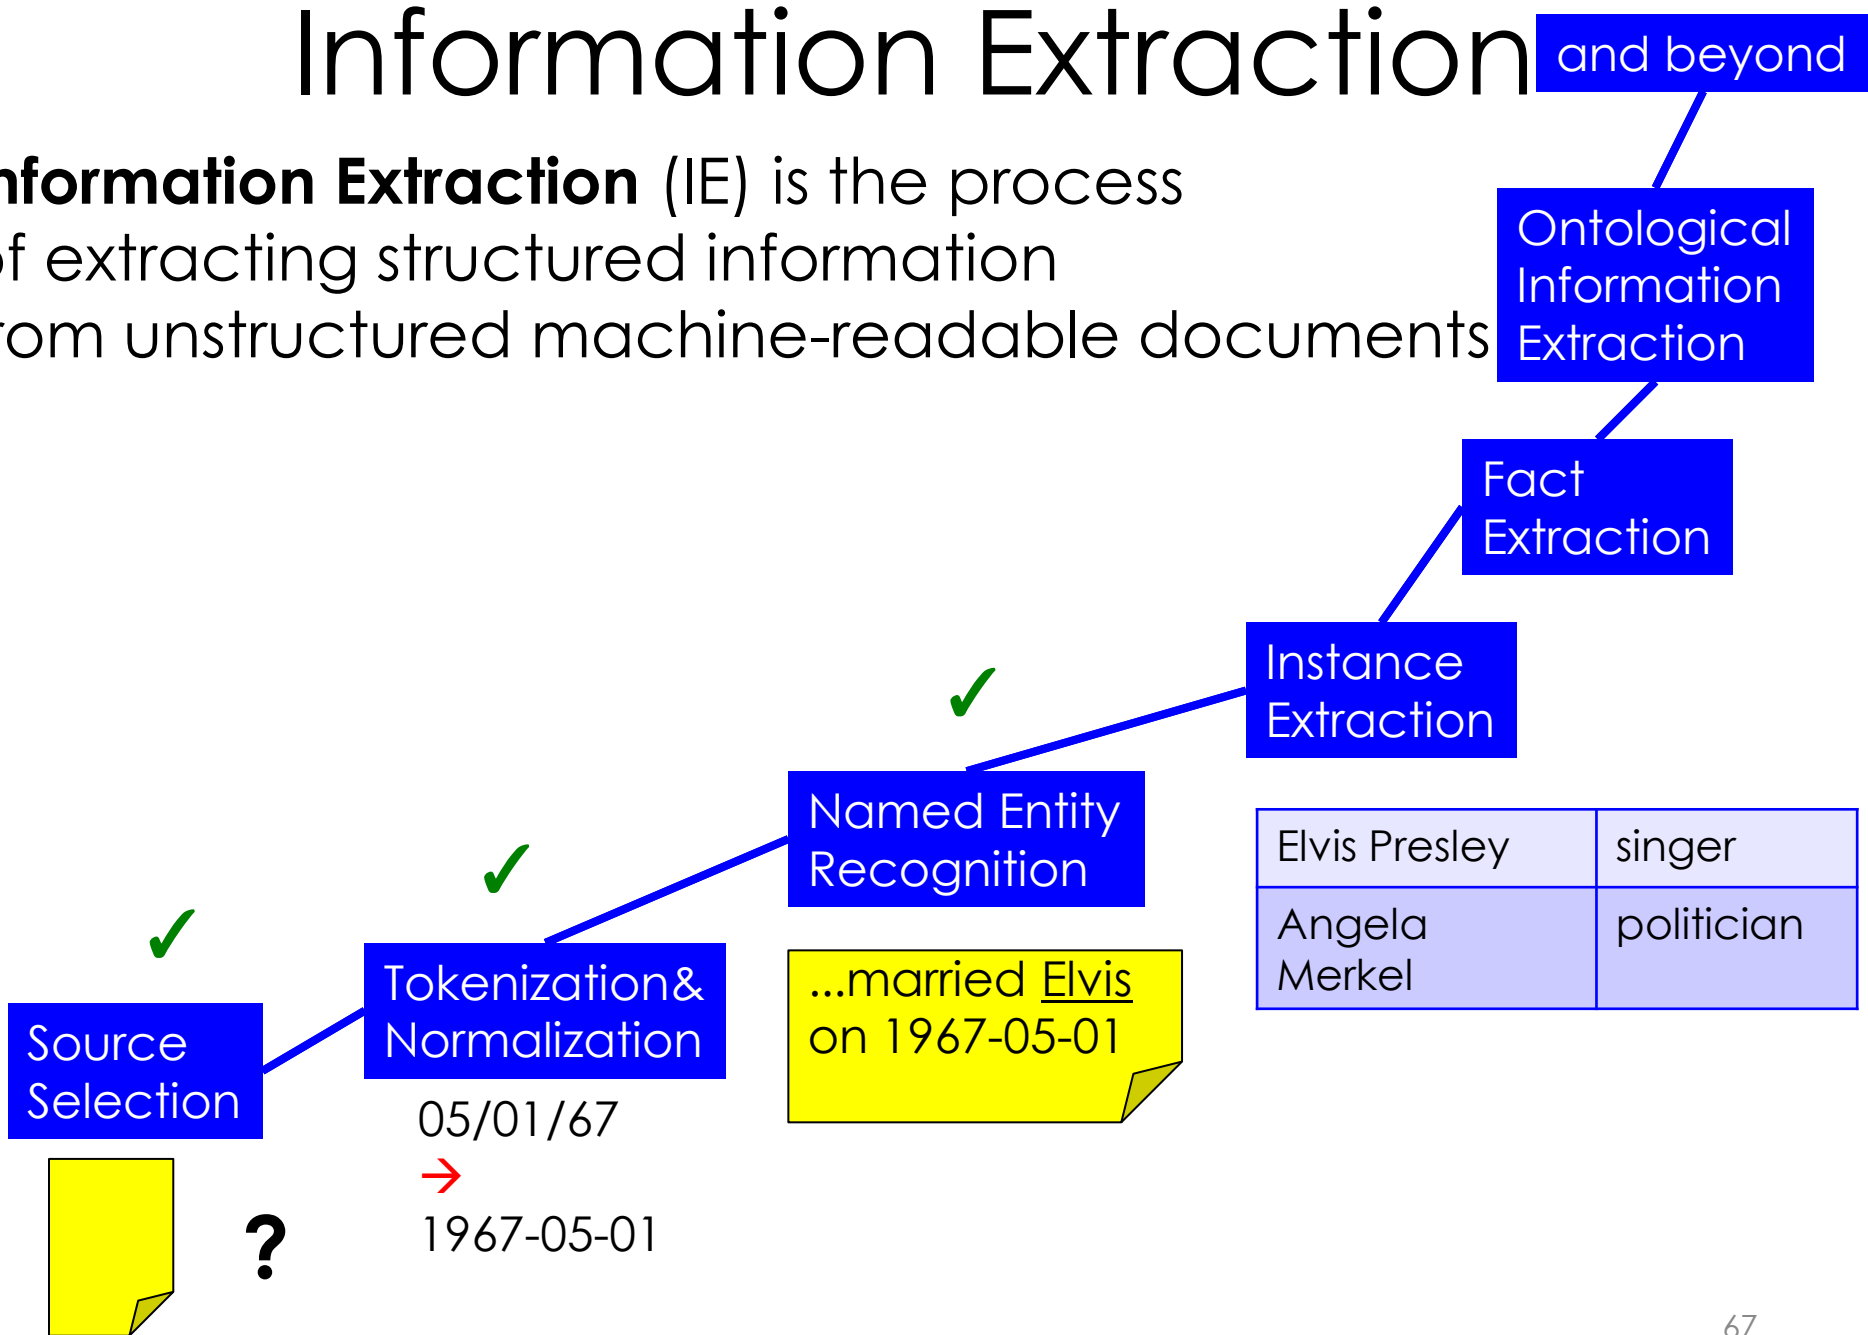 Information Extraction
and beyond
nformation Extraction (IE) is the process
of extracting structured information
rom unstructured machine-readable documents
Ontological
Information
Extraction
Fact
Extraction
Instance
Extraction
✓
Named Entity
Recognition
Elvis Presley singer
Angela politician
Merkel
✓
✓
Tokenization&
Normalization
...married Elvis
on 1967-05-01
Source
Selection
05/01/67
→
1967-05-01
?
67